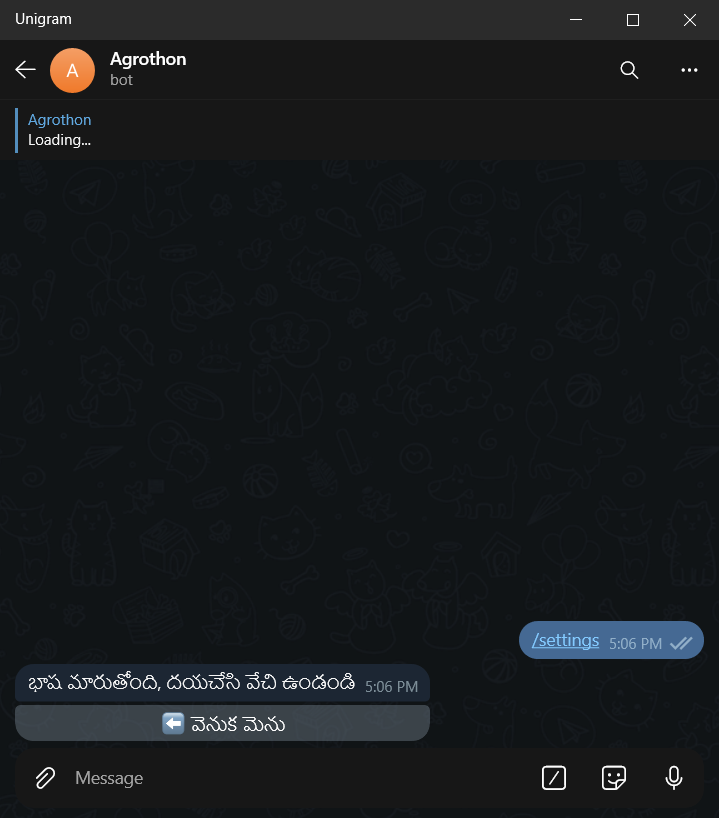 Unigram
A
Agrothon
bot
Agrothon
Loading...
/settings 5:06 PM
భాష మారుతోంది, దయచేసి వేచి ఉండండి 5:06 PM
⬅️ వెనుక మెను
Message